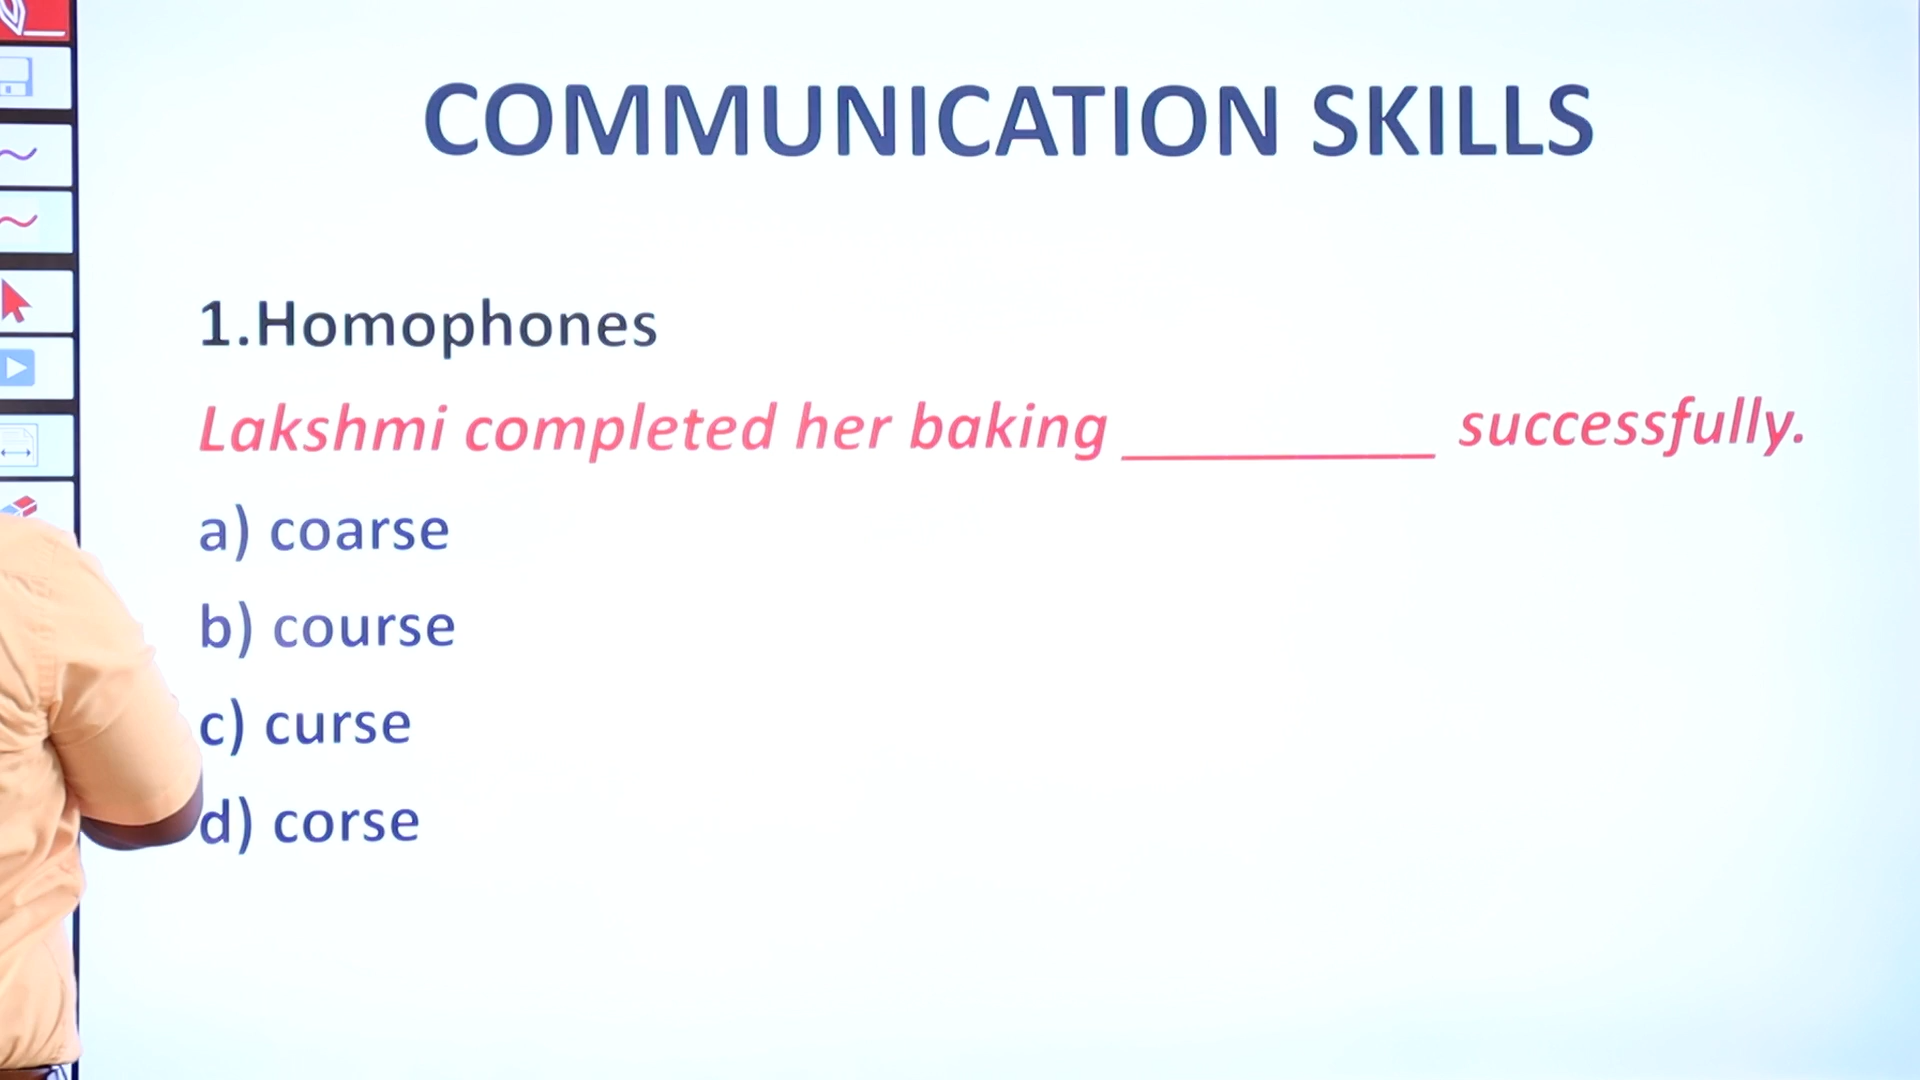 COMMUNICATION SKILLS
1.Homophones
Lakshmi completed her baking __________ successfully.
a) coarse
b) course
c) curse
d) corse